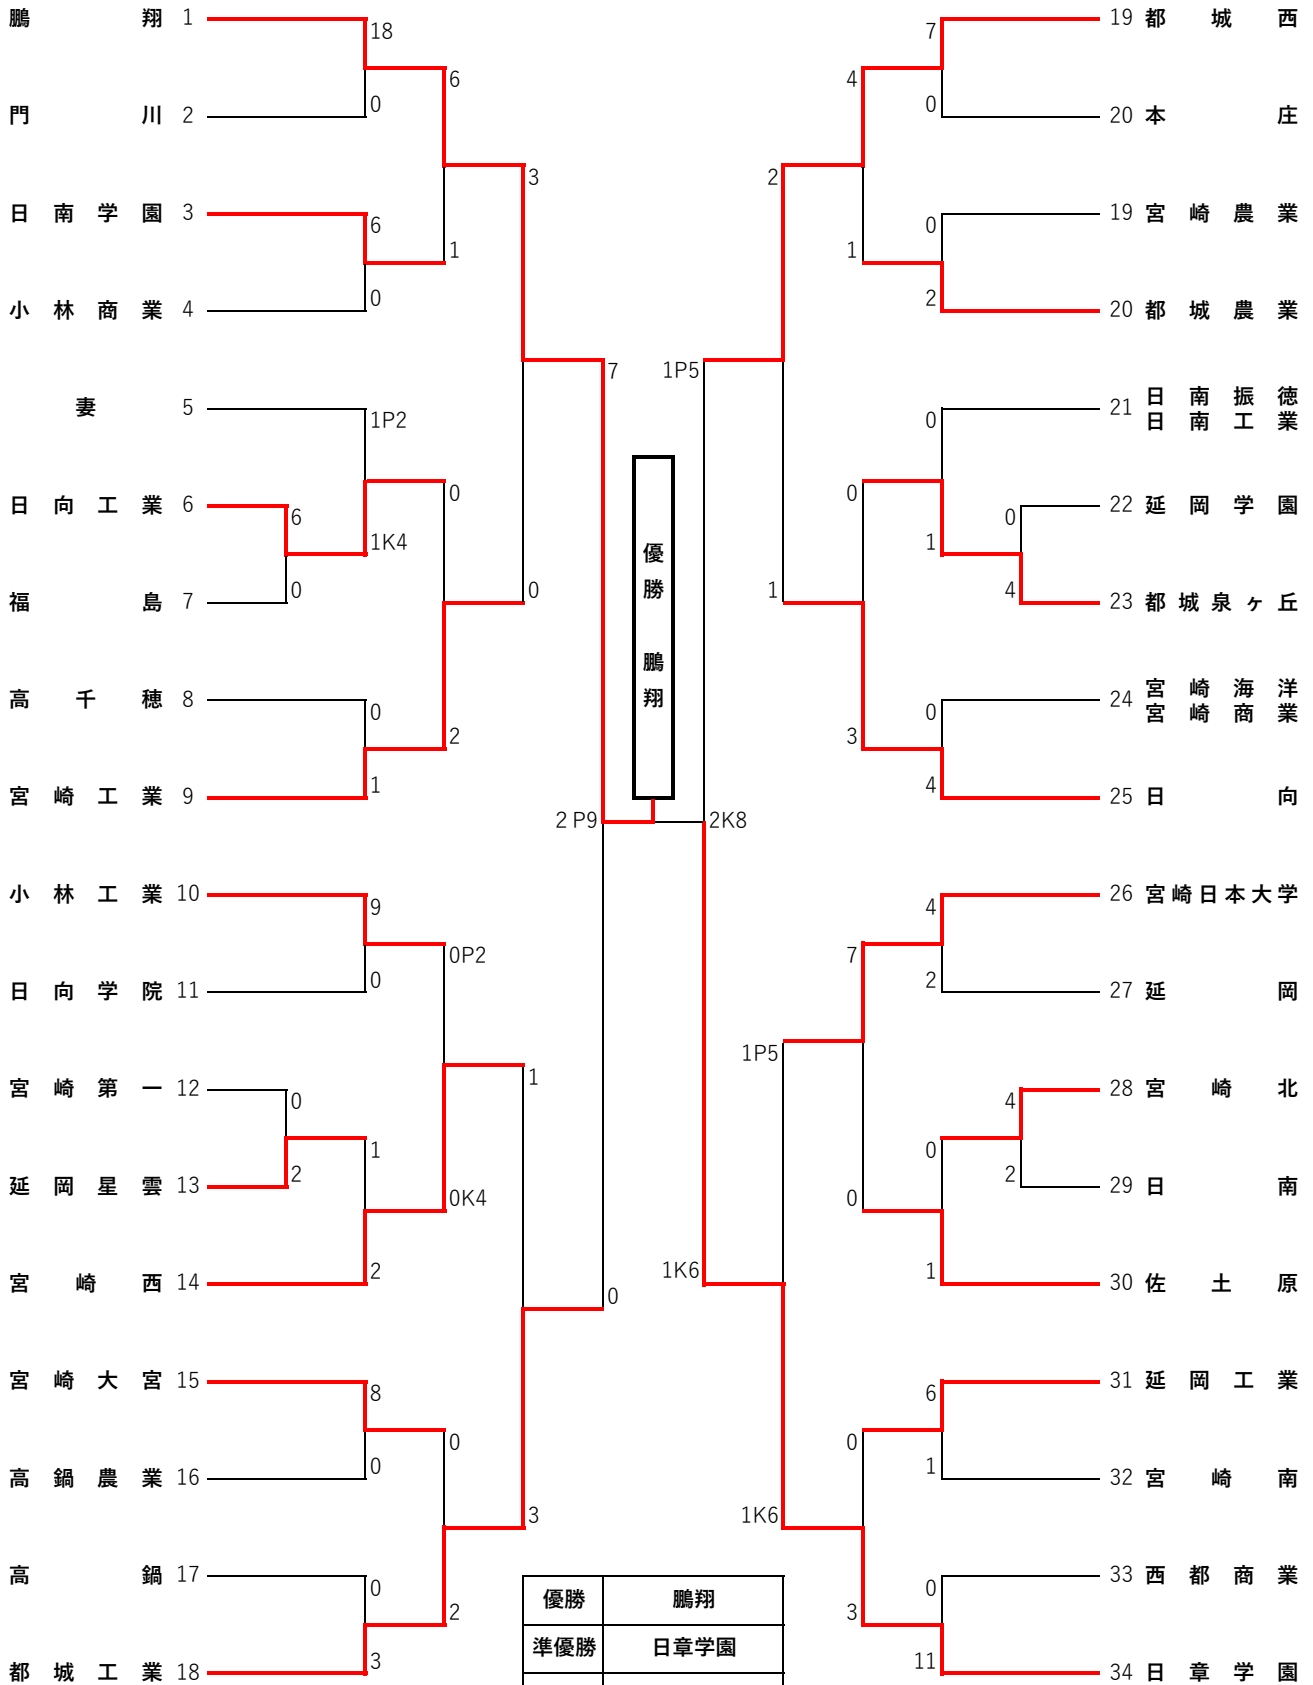 鵬翔 1
18
6
門川 2
0
3
日南学園 3
6
1
小林商業 4
0
妻 5
1P2
7
日向工業 6
6
0
1K4
福島 7
0
0
高千穂 8
0
2
宮崎工業 9
1
2 P9
小林工業 10
9
0P2
日向学院 11
0
1
宮崎第一 12
0
1
延岡星雲 13
2
0K4
宮崎西 14
2
0
宮崎大宮 15
8
0
高鍋農業 16
0
3
高鍋 17
0
2
都城工業 18
3
優勝 鵬翔
19 都城西
7
4
20 本庄
0
2
19 宮崎農業
0
1
20 都城農業
2
1P5
21 日南振徳
日南工業
0
0
22 延岡学園
0
1
23 都城泉ヶ丘
4
1
24 宮崎海洋
宮崎商業
0
3
25 日向
4
2K8
26 宮崎日本大学
4
7
27 延岡
2
1P5
28 宮崎北
4
0
29 日南
2
0
30 佐土原
1
1K6
31 延岡工業
6
0
32 宮崎南
1
1K6
33 西都商業
0
3
34 日章学園
11
優勝 鵬翔
準優勝 日章学園